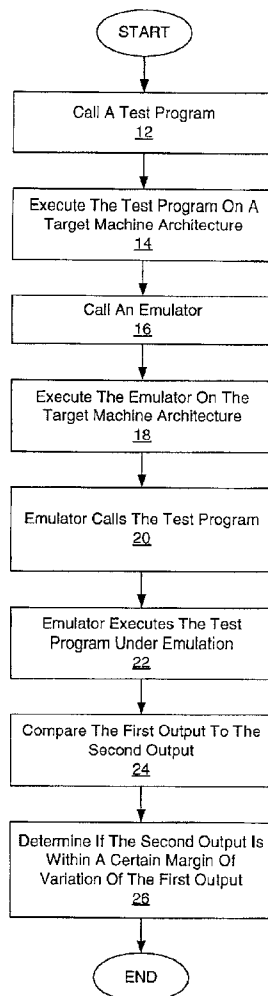 START
Call A Test Program
12
Execute The Test Program On A
Target Machine Architecture
14
Call An Emulator
16
Execute The Emulator On The
Target Machine Architecture
18
Emulator Calls The Test Program
20
Emulator Executes The Test
Program Under Emulation
22
Compare The First Output To The
Second Output
24
Determine If The Second Output Is
Within A Certain Margin Of
Variation Of The First Output
26
END